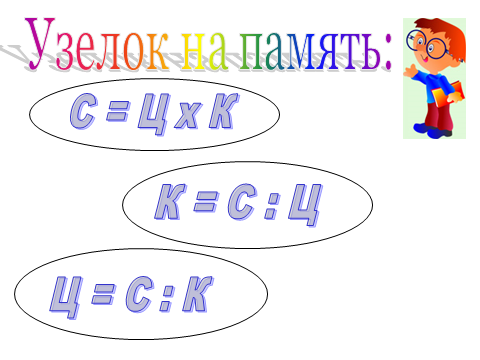 Узелок на память:
С = Ц х К
К = С : Ц
Ц = С : К